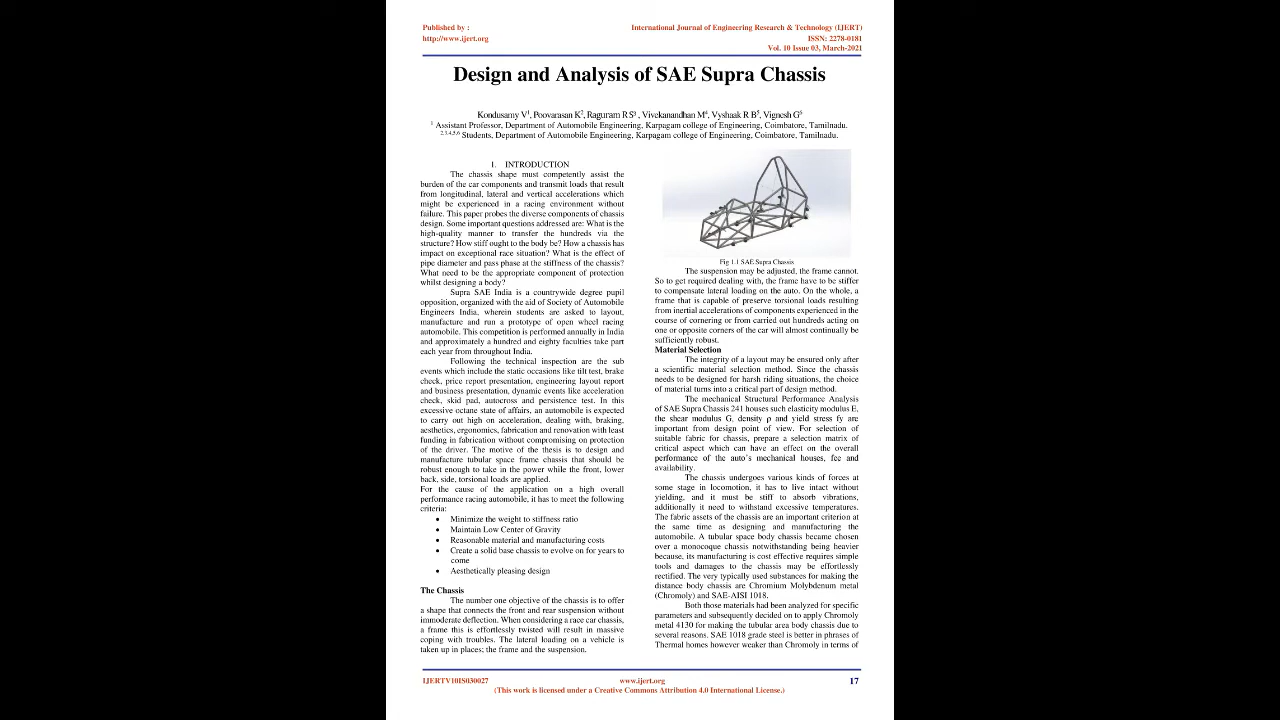 Published by :
http://www.ijert.org
International Journal of Engineering Research & Technology (IJERT)
ISSN: 2278-0181
Vol. 10 Issue 03, March-2021
Design and Analysis of SAE Supra Chassis
Kondusamy V1, Poovarasan K2, Raguram R S3 , Vivekanandhan M4, Vyshaak R B5, Vignesh G6
1 Assistant Professor, Department of Automobile Engineering, Karpagam college of Engineering, Coimbatore, Tamilnadu.
2,3,4,5,6 Students, Department of Automobile Engineering, Karpagam college of Engineering, Coimbatore, Tamilnadu.
1. INTRODUCTION
The chassis shape must competently assist the
burden of the car components and transmit loads that result
from longitudinal, lateral and vertical accelerations which
might be experienced in a racing environment without
failure. This paper probes the diverse components of chassis
design. Some important questions addressed are: What is the
high-quality manner to transfer the hundreds via the
structure? How stiff ought to the body be? How a chassis has
impact on exceptional race situation? What is the effect of
pipe diameter and pass phase at the stiffness of the chassis?
What need to be the appropriate component of protection
whilst designing a body?
Supra SAE India is a countrywide degree pupil
opposition, organized with the aid of Society of Automobile
Engineers India, wherein students are asked to layout,
manufacture and run a prototype of open wheel racing
automobile. This competition is performed annually in India
and approximately a hundred and eighty faculties take part
each year from throughout India.
Following the technical inspection are the sub
events which include the static occasions like tilt test, brake
check, price report presentation, engineering layout report
and business presentation, dynamic events like acceleration
check, skid pad, autocross and persistence test. In this
excessive octane state of affairs, an automobile is expected
to carry out high on acceleration, dealing with, braking,
aesthetics, ergonomics, fabrication and renovation with least
funding in fabrication without compromising on protection
of the driver. The motive of the thesis is to design and
manufacture tubular space frame chassis that should be
robust enough to take in the power while the front, lower
back, side, torsional loads are applied.
For the cause of the application on a high overall
performance racing automobile, it has to meet the following
criteria:
• Minimize the weight to stiffness ratio
• Maintain Low Center of Gravity
• Reasonable material and manufacturing costs
• Create a solid base chassis to evolve on for years to
come
• Aesthetically pleasing design
The Chassis
The number one objective of the chassis is to offer
a shape that connects the front and rear suspension without
immoderate deflection. When considering a race car chassis,
a frame this is effortlessly twisted will result in massive
coping with troubles. The lateral loading on a vehicle is
taken up in places; the frame and the suspension.
Fig 1.1 SAE Supra Chassis
The suspension may be adjusted, the frame cannot.
So to get required dealing with, the frame have to be stiffer
to compensate lateral loading on the auto. On the whole, a
frame that is capable of preserve torsional loads resulting
from inertial accelerations of components experienced in the
course of cornering or from carried out hundreds acting on
one or opposite corners of the car will almost continually be
sufficiently robust.
Material Selection
The integrity of a layout may be ensured only after
a scientific material selection method. Since the chassis
needs to be designed for harsh riding situations, the choice
of material turns into a critical part of design method.
The mechanical Structural Performance Analysis
of SAE Supra Chassis 241 houses such elasticity modulus E,
the shear modulus G, density ρ and yield stress fy are
important from design point of view. For selection of
suitable fabric for chassis, prepare a selection matrix of
critical aspect which can have an effect on the overall
performance of the auto's mechanical houses, fee and
availability.
The chassis undergoes various kinds of forces at
some stage in locomotion, it has to live intact without
yielding, and it must be stiff to absorb vibrations,
additionally it need to withstand excessive temperatures.
The fabric assets of the chassis are an important criterion at
the same time as designing and manufacturing the
automobile. A tubular space body chassis became chosen
over a monocoque chassis notwithstanding being heavier
because, its manufacturing is cost effective requires simple
tools and damages to the chassis may be effortlessly
rectified. The very typically used substances for making the
distance body chassis are Chromium Molybdenum metal
(Chromoly) and SAE-AISI 1018.
Both those materials had been analyzed for specific
parameters and subsequently decided on to apply Chromoly
metal 4130 for making the tubular area body chassis due to
several reasons. SAE 1018 grade steel is better in phrases of
Thermal homes however weaker than Chromoly in terms of
IJERTV10IS030027
www.ijert.org
17
(This work is licensed under a Creative Commons Attribution 4.0 International License.)